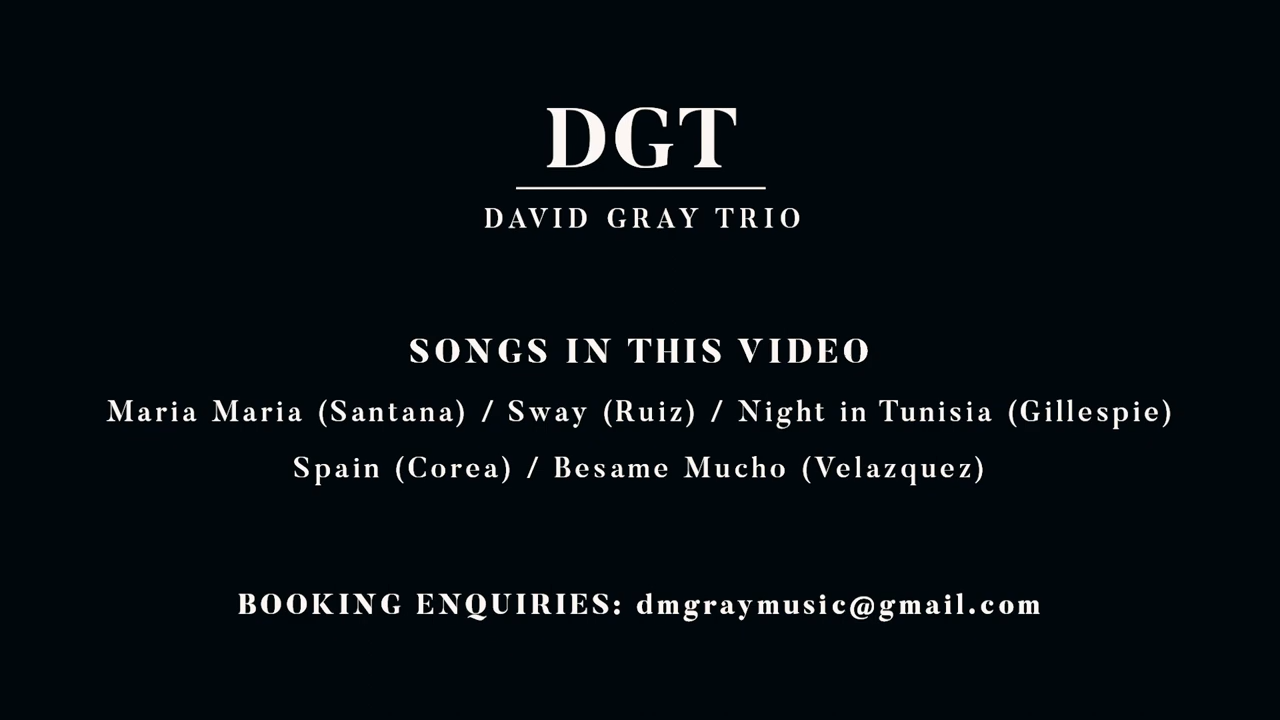 DGT
DAVID GRAY TRIO
SONGS IN THIS VIDEO
Maria Maria (Santana) / Sway (Ruiz) / Night in Tunisia (Gillespie)
Spain (Corea) / Besame Mucho (Velazquez)
BOOKING ENQUIRIES: dmgraymusic@gmail.com